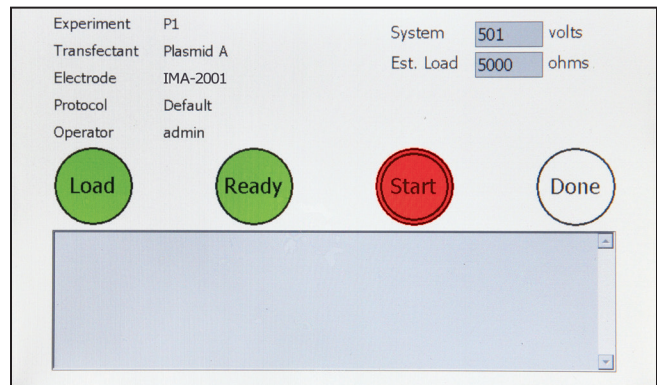 Experiment P1
Transfectant Plasmid A
Electrode IMA-2001
Protocol Default
Operator admin
System 501 volts
Est. Load 5000 ohms
Load Ready Start Done